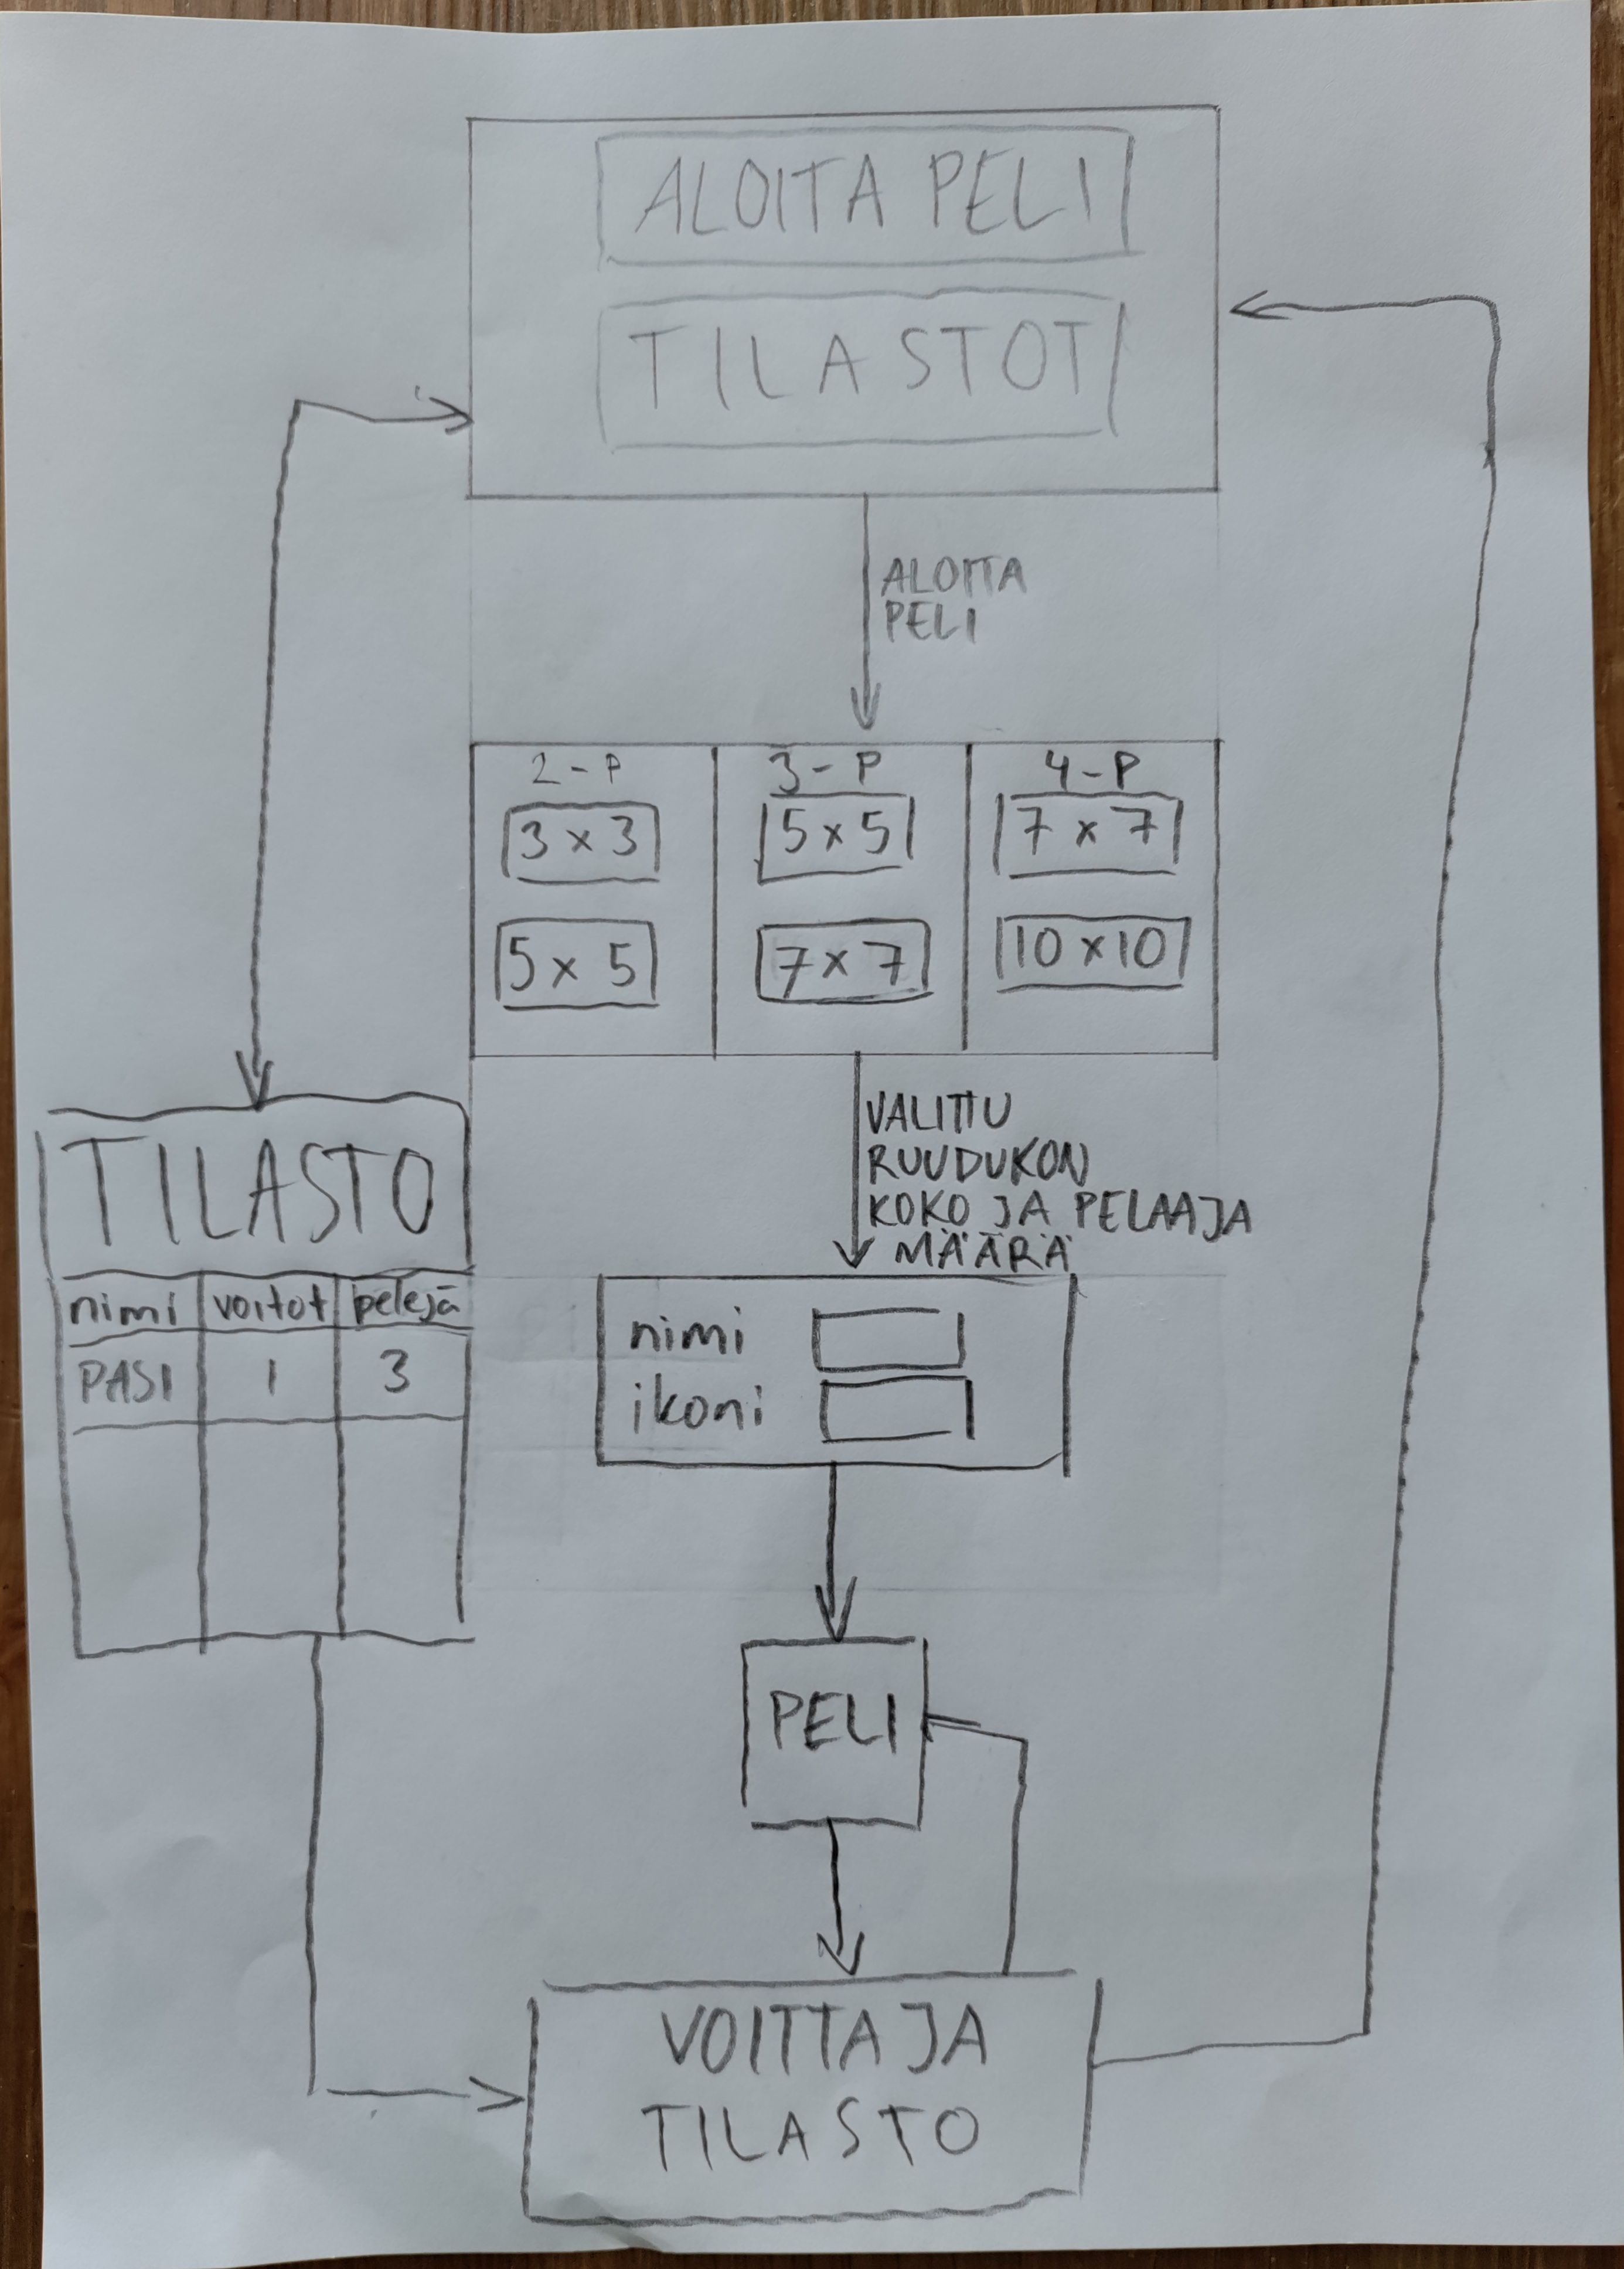 ALOITA PELI
TILASTOT
ALOITA
PELI
2-P
3 x 3
5 x 5
3-P
5 x 5
7 x 7
4-P
7 x 7
10 x 10
VALITTU
RUUDUKON
KOKO JA PELAAJA
MÄÄRÄ
TILASTO
nimi voitot pelejä
PASI 1 3
nimi
ikoni
PELI
VOITTAJA
TILASTO